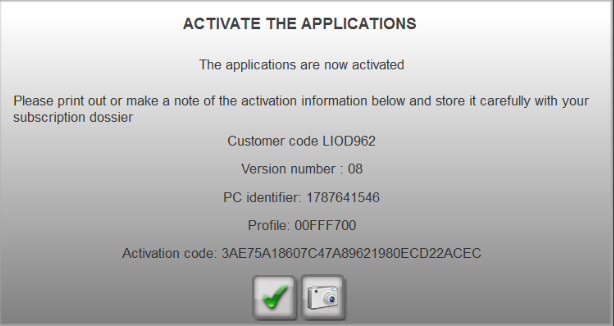 ACTIVATE THE APPLICATIONS
The applications are now activated
Please print out or make a note of the activation information below and store it carefully with your
subscription dossier
Customer code LIOD962
Version number : 08
PC identifier: 1787641546
Profile: 00FFF700
Activation code: 3AE75A18607C47A89621980ECD22ACEC